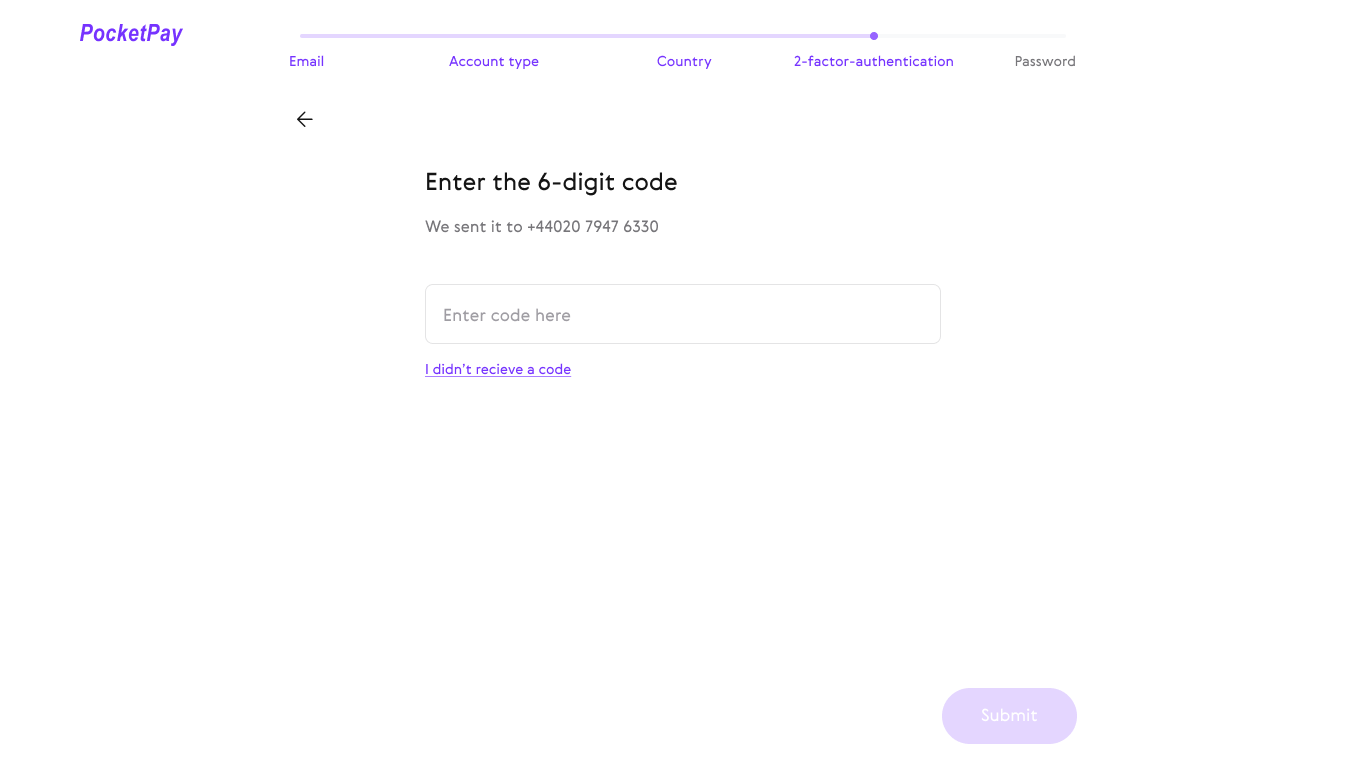 PocketPay
Email Account type Country 2-factor-authentication Password
Enter the 6-digit code
We sent it to +44020 7947 6330
Enter code here
I didn't recieve a code
Submit